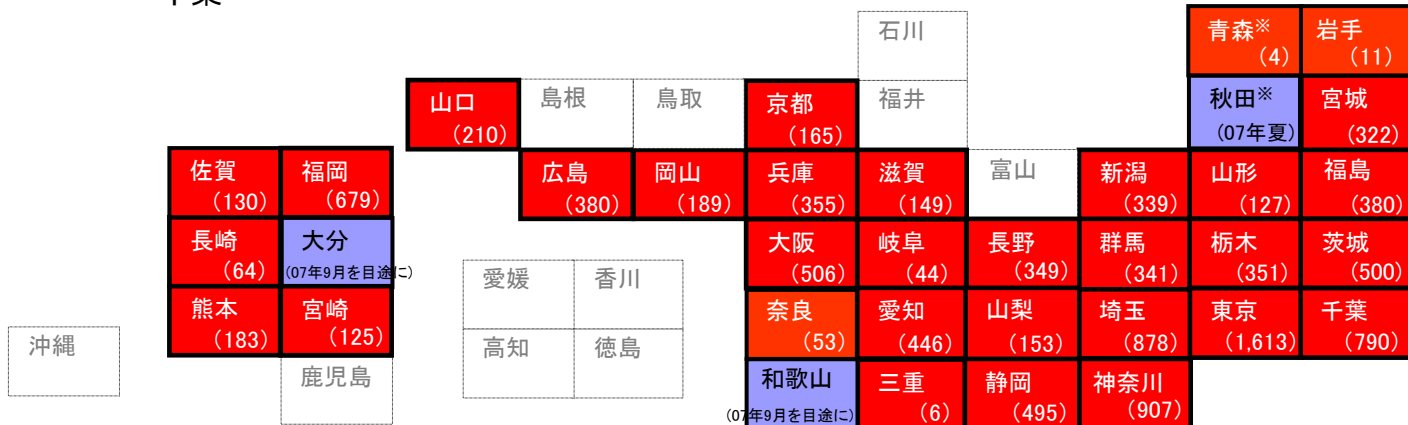 千葉
石川
青森※
(4)
岩手
(11)
山口
(210)
島根
鳥取
京都
(165)
福井
秋田※
(07年夏)
宮城
(322)
佐賀
(130)
福岡
(679)
広島
(380)
岡山
(189)
兵庫
(355)
滋賀
(149)
富山
新潟
(339)
山形
(127)
福島
(380)
長崎
(64)
大分
(07年9月を目途に)
大阪
(506)
岐阜
(44)
長野
(349)
群馬
(341)
栃木
(351)
茨城
(500)
愛媛
香川
熊本
(183)
宮崎
(125)
奈良
(53)
愛知
(446)
山梨
(153)
埼玉
(878)
東京
(1,613)
千葉
(790)
沖縄
高知
徳島
鹿児島
和歌山
(07年9月を目途に)
三重
(6)
静岡
(495)
神奈川
(907)